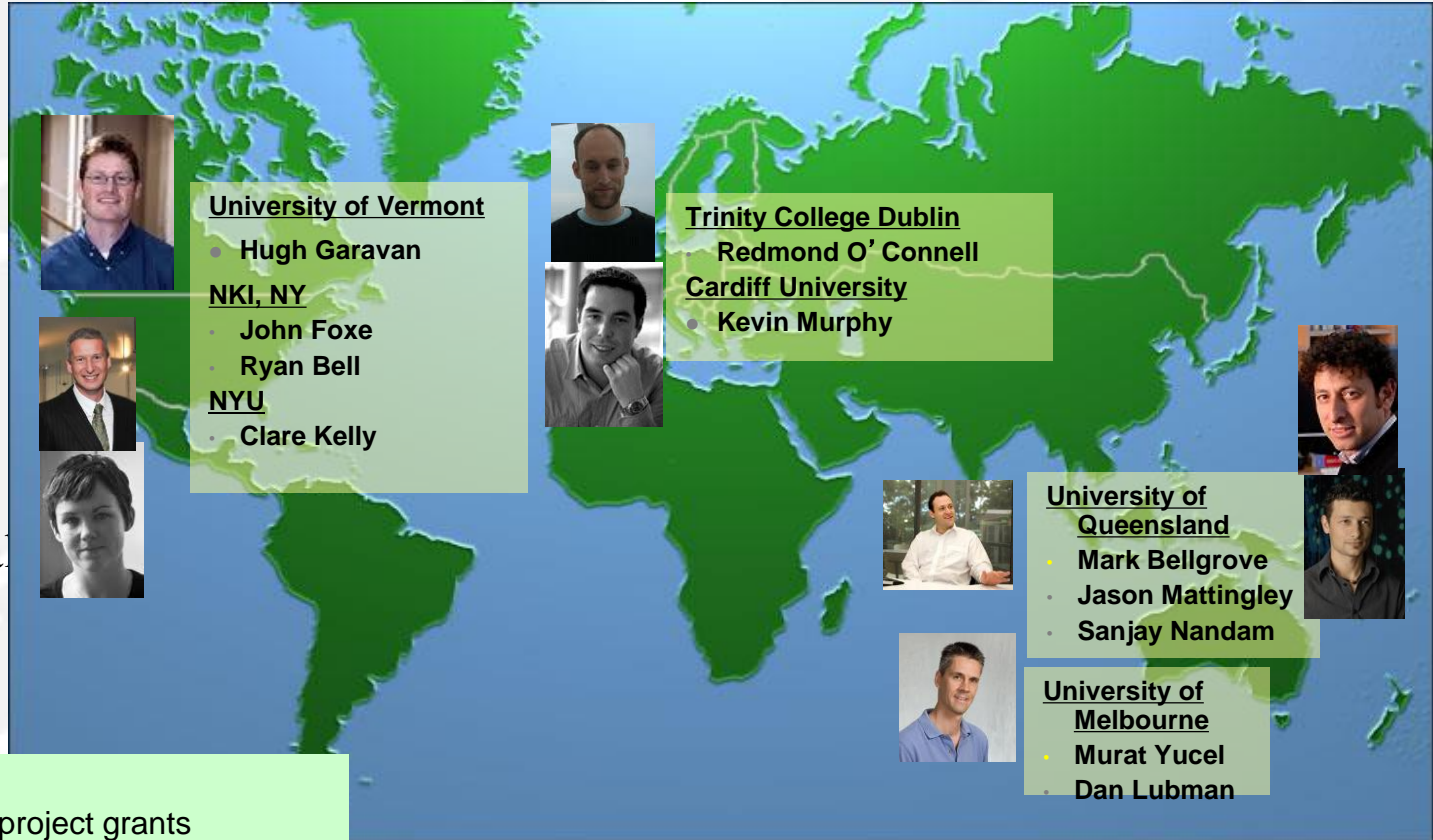 University of Vermont
● Hugh Garavan
NKI, NY
· John Foxe
· Ryan Bell
NYU
· Clare Kelly
Trinity College Dublin
· Redmond O’ Connell
Cardiff University
● Kevin Murphy
University of
Queensland
· Mark Bellgrove
· Jason Mattingley
· Sanjay Nandam
University of
Melbourne
· Murat Yucel
· Dan Lubman
project grants